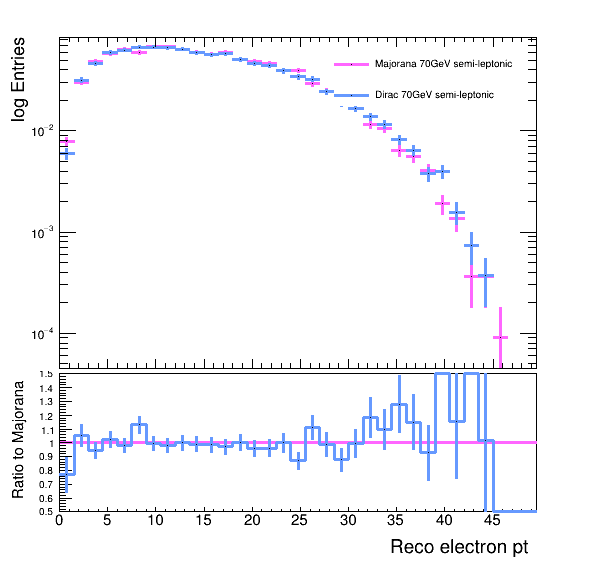 log Entries
Majorana 70GeV semi-leptonic
Dirac 70GeV semi-leptonic
10⁻²
10⁻³
10⁻⁴
Ratio to Majorana
1.5
1.4
1.3
1.2
1.1
1
0.9
0.8
0.7
0.6
0.5
0 5 10 15 20 25 30 35 40 45
Reco electron pt